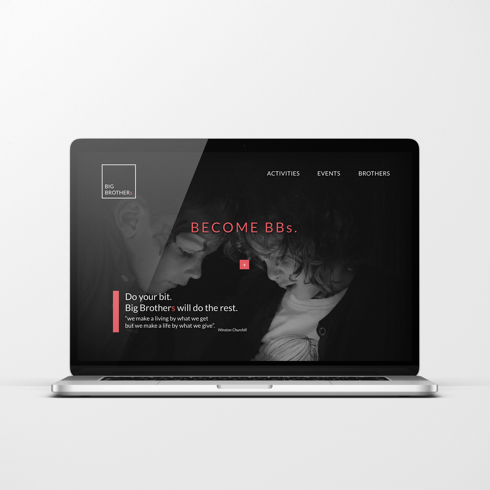 BIG
BROTHERs.
ACTIVITIES
EVENTS
BROTHERS
BECOME BBs.
Do your bit.
Big Brothers will do the rest.
"we make a living by what we get
but we make a life by what we give".
Winston Churchill